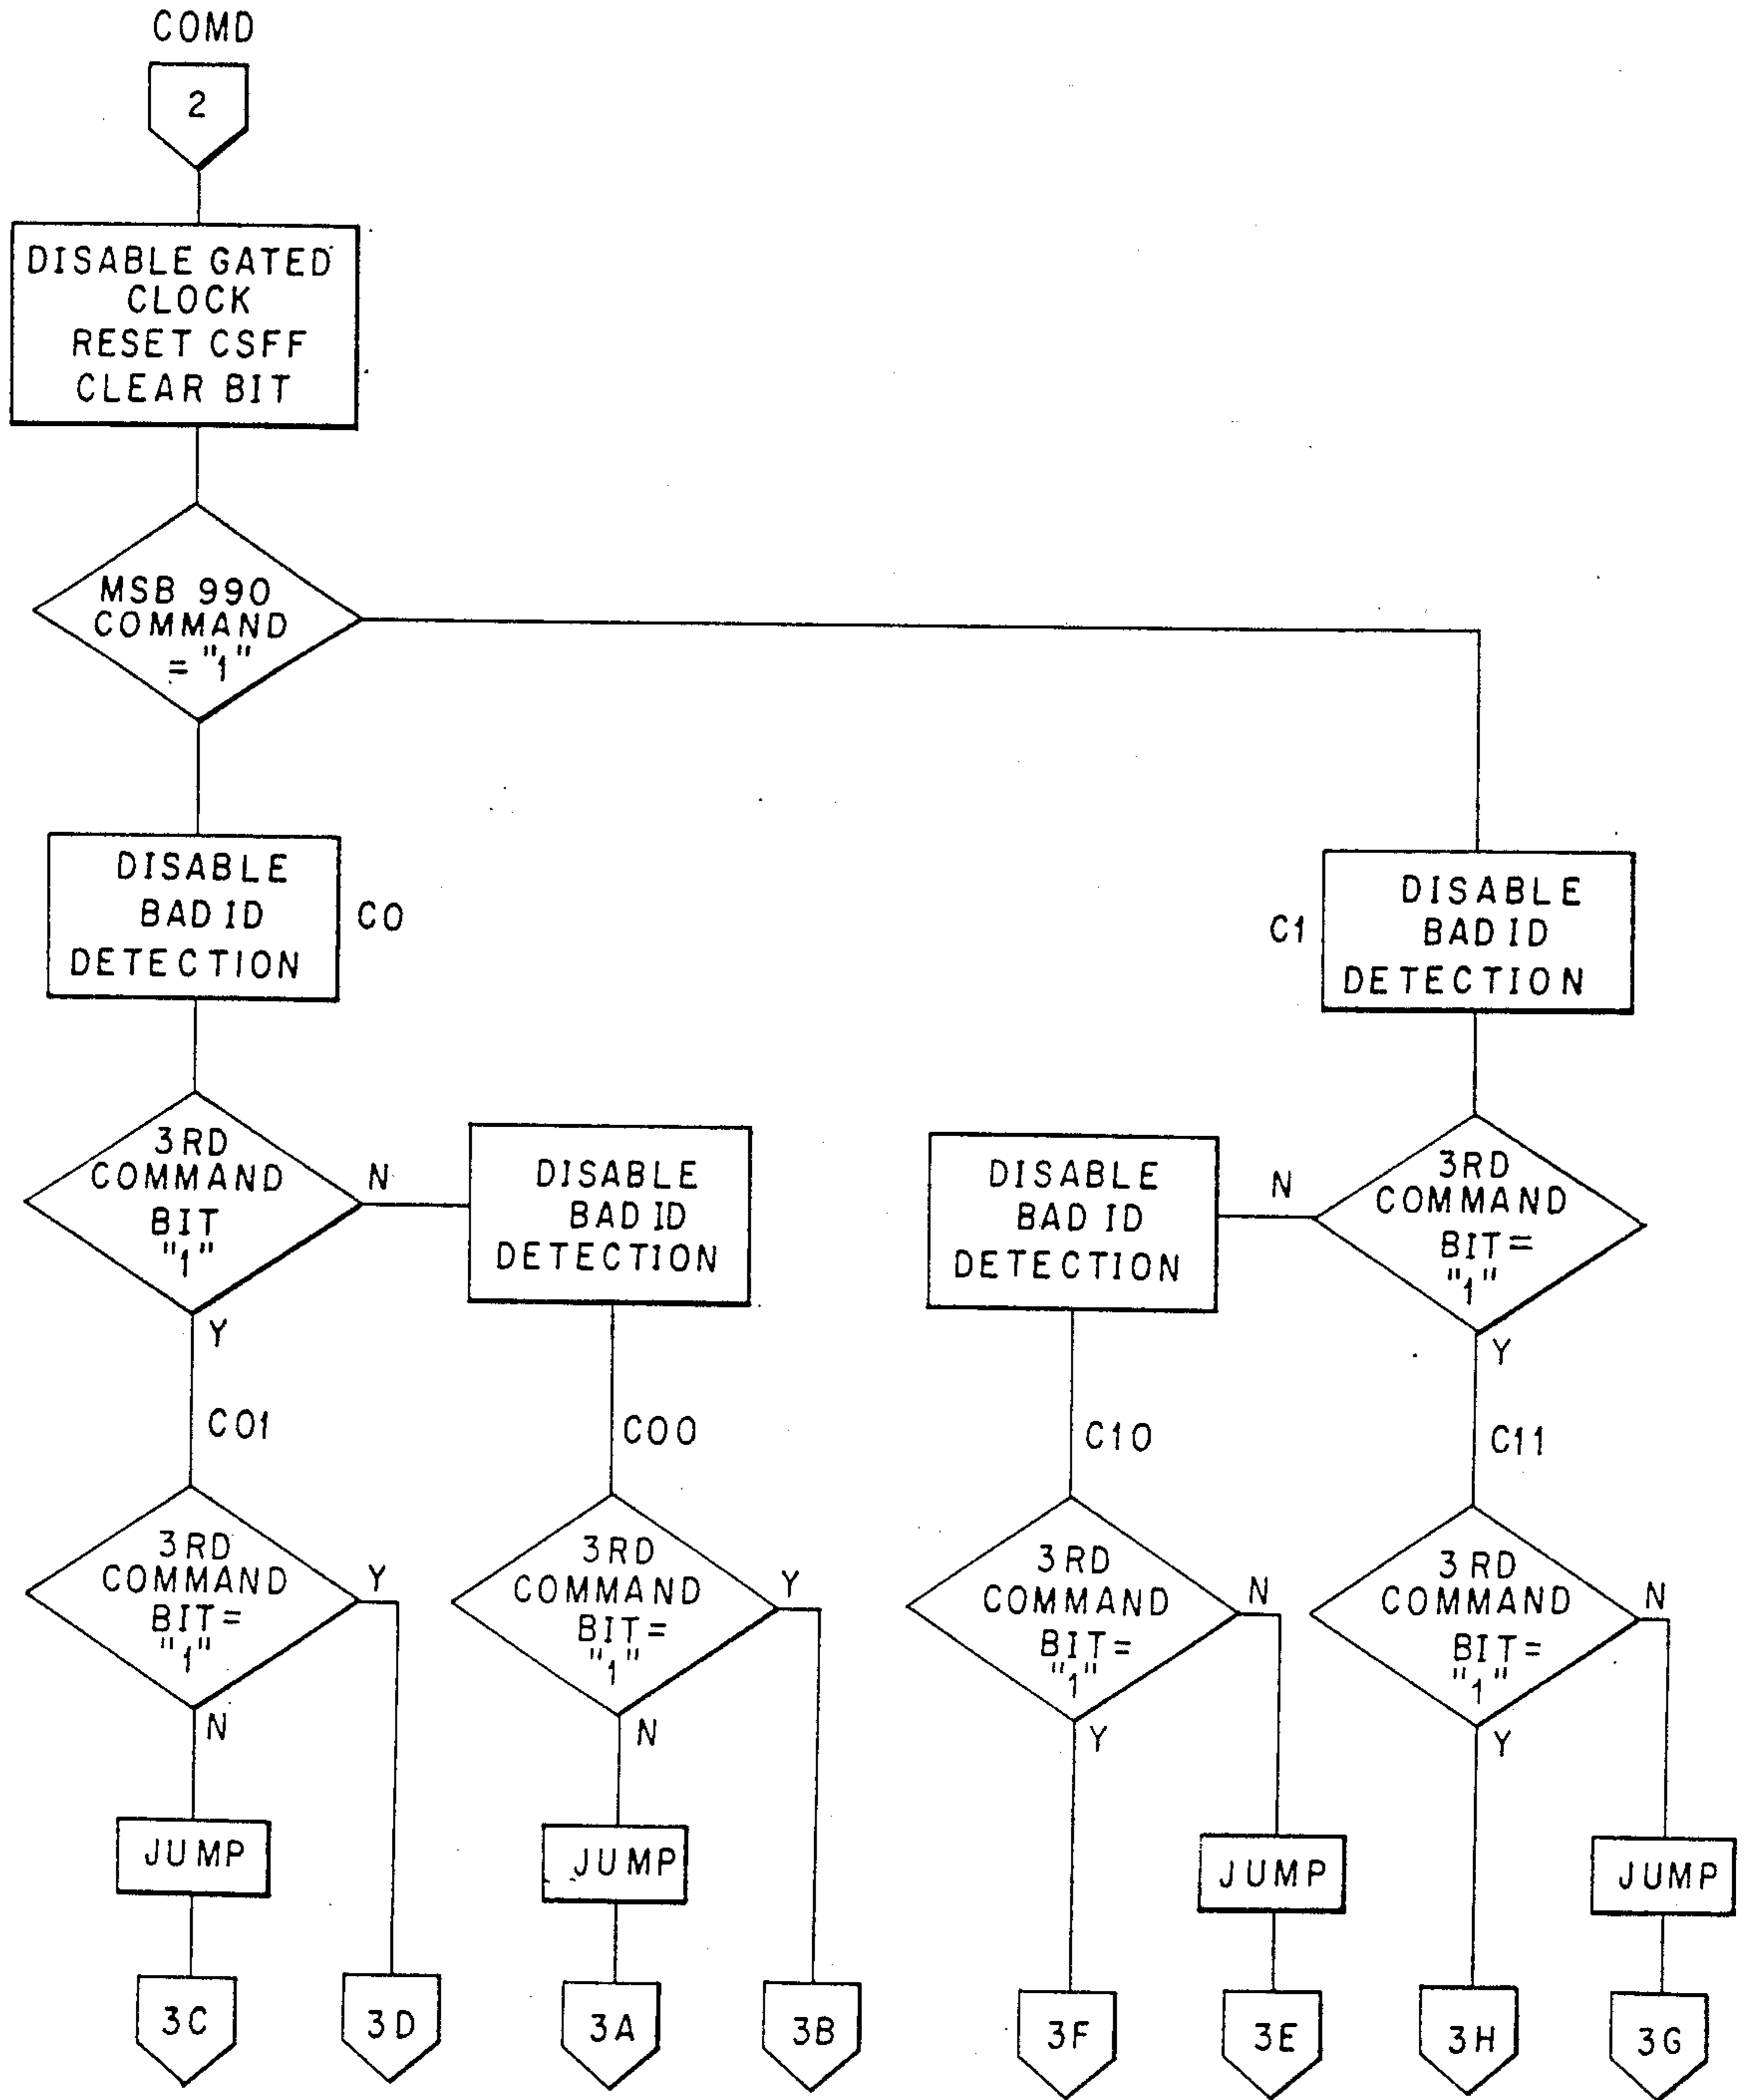 COMD
2
DISABLE GATED
CLOCK
RESET CSFF
CLEAR BIT
MSB 990
COMMAND
= "1"
DISABLE
BAD ID
DETECTION
C0
C1
DISABLE
BAD ID
DETECTION
3RD
COMMAND
BIT
"1"
N
Y
DISABLE
BAD ID
DETECTION
DISABLE
BAD ID
DETECTION
N
3RD
COMMAND
BIT=
"1"
Y
C01
C00
C10
C11
3RD
COMMAND
BIT=
"1"
Y
N
3RD
COMMAND
BIT=
"1"
Y
N
3RD
COMMAND
BIT=
"1"
N
Y
3RD
COMMAND
BIT=
"1"
N
Y
JUMP
JUMP
JUMP
JUMP
3C
3D
3A
3B
3F
3E
3H
3G